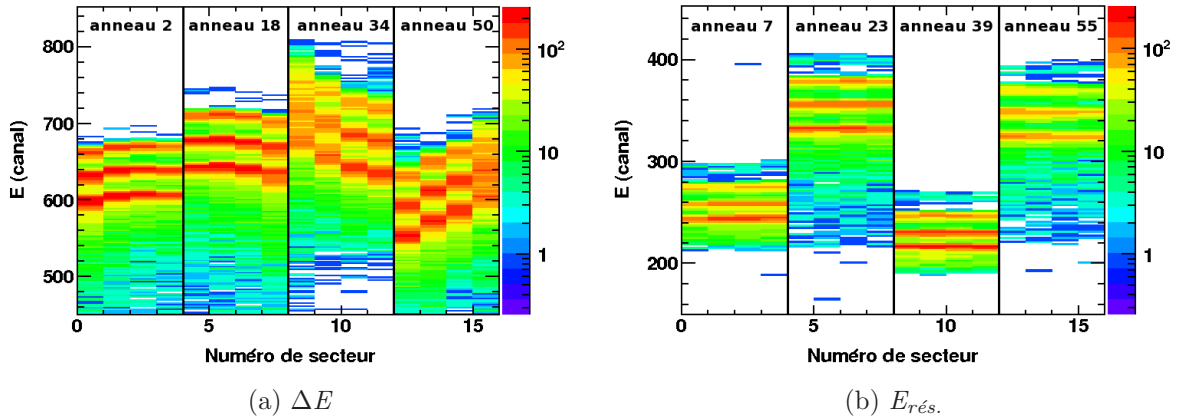 anneau 2 anneau 18 anneau 34 anneau 50
800
700
600
500
E (canal)
0 5 10 15
Numéro de secteur
10²
10
1
(a) ΔE
anneau 7 anneau 23 anneau 39 anneau 55
400
300
200
E (canal)
0 5 10 15
Numéro de secteur
10²
10
1
(b) E_rés.